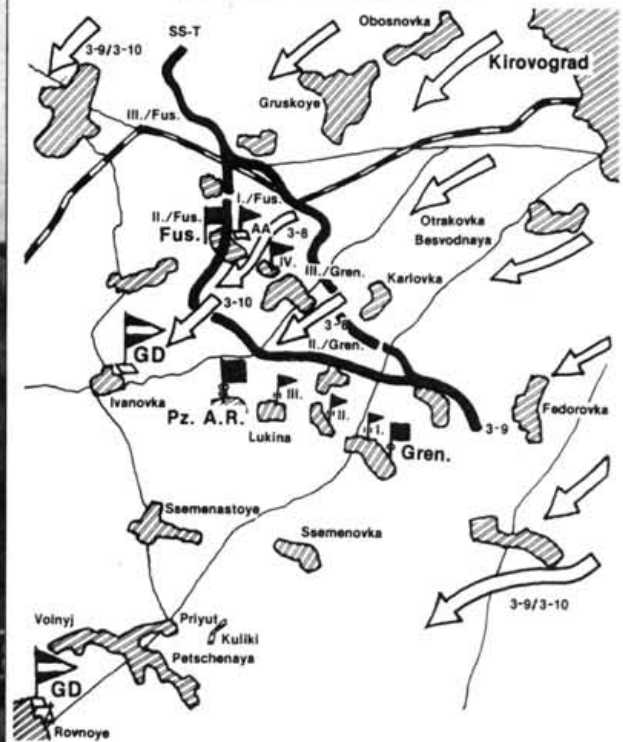 3-9/3-10
SS-T
Obosnovka
Kirovograd
Gruskoye
III./Fus.
I./Fus.
II./Fus.
Fus.
AA
3-8
IV.
Otrakovka
Besvodnaya
III./Gren.
Karlovka
3-10
3-8
II./Gren.
GD
Ivanovka
Pz. A.R.
III.
Lukina
II.
I.
Gren.
3-9
Fedorovka
Ssemenastoye
Ssemenovka
3-9/3-10
Volnyj
Priyut
Kuliki
Petschenaya
GD
Rovnoye